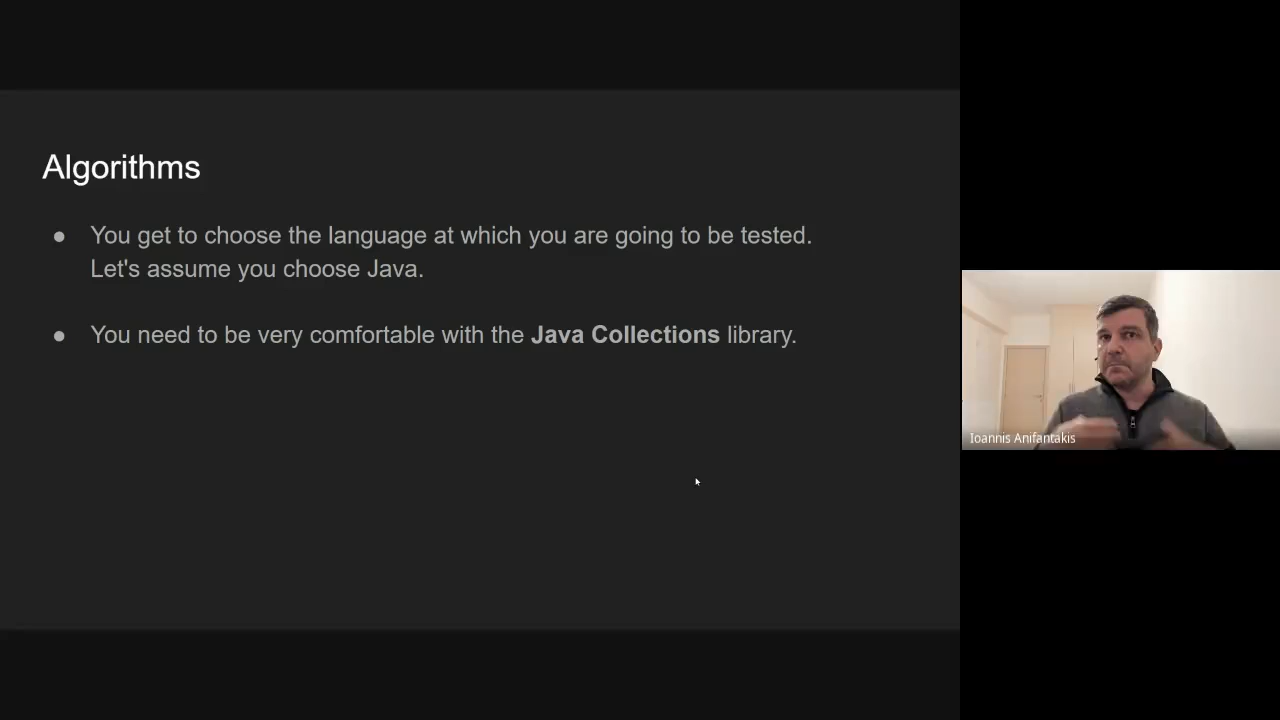 Algorithms
● You get to choose the language at which you are going to be tested.
Let's assume you choose Java.
● You need to be very comfortable with the Java Collections library.
Ioannis Anifantakis